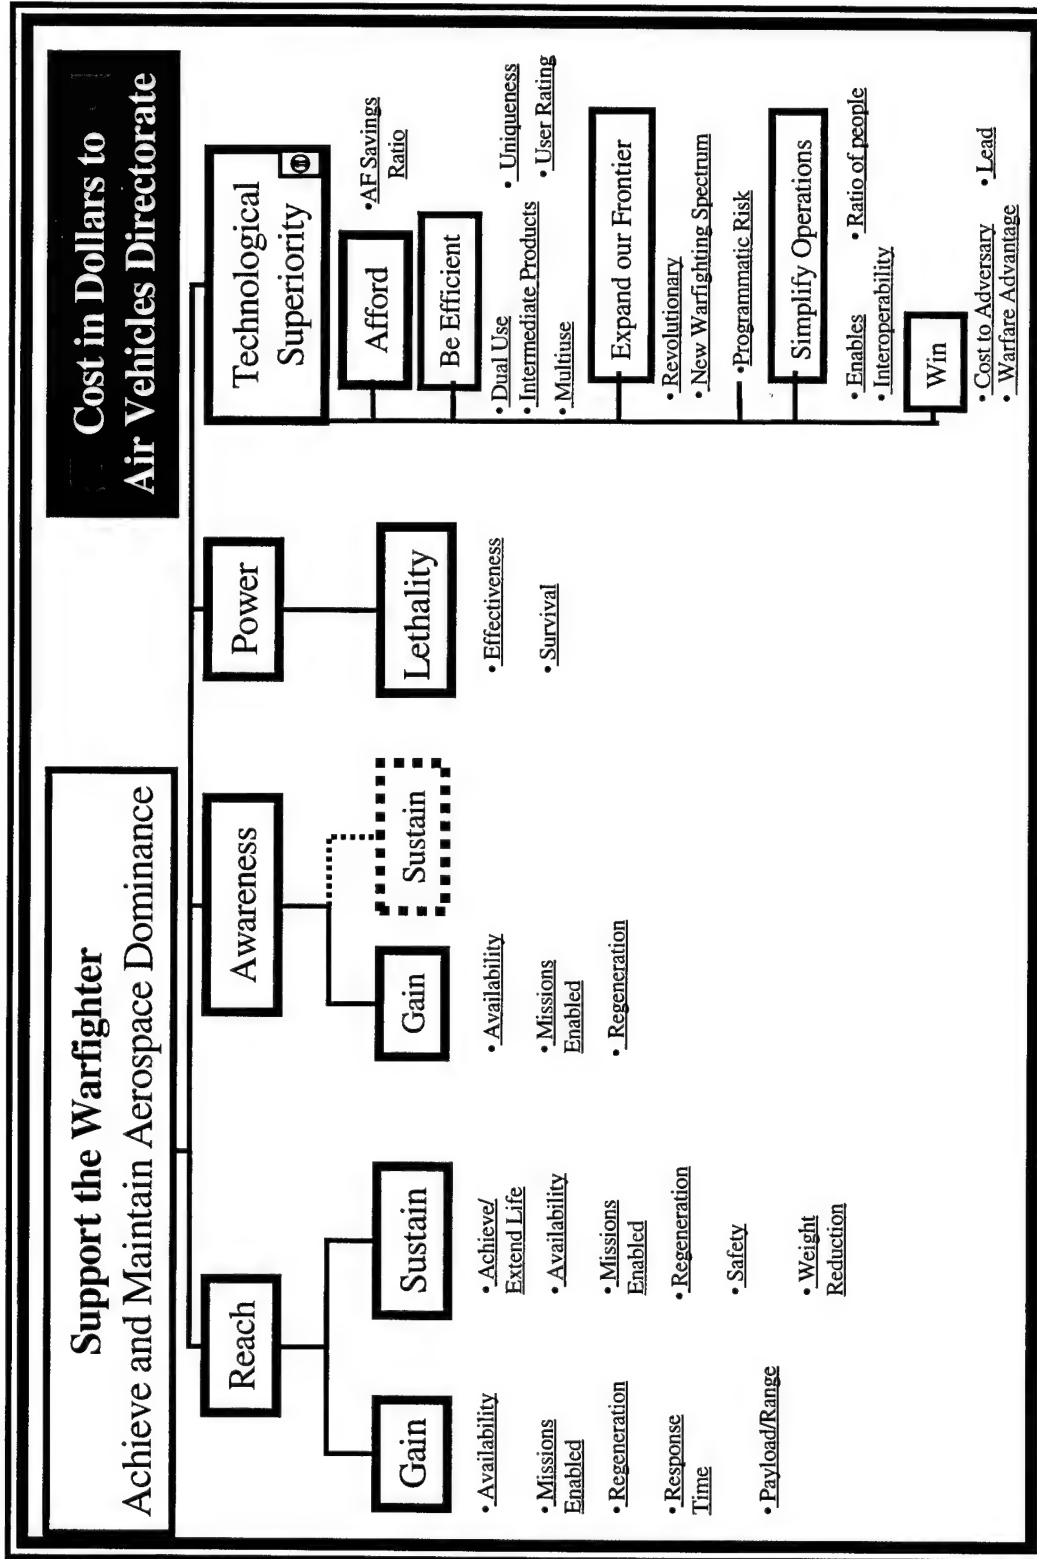 Support the Warfighter
Achieve and Maintain Aerospace Dominance
Cost in Dollars to
Air Vehicles Directorate
Reach
Gain
• Availability
• Missions
Enabled
• Regeneration
• Response
Time
• Payload/Range
Sustain
• Achieve/
Extend Life
• Availability
• Missions
Enabled
• Regeneration
• Safety
• Weight
Reduction
Awareness
Gain
• Availability
• Missions
Enabled
• Regeneration
Sustain
Power
Lethality
• Effectiveness
• Survival
Technological
Superiority
Afford
• AF Savings
Ratio
Be Efficient
• Dual Use
• Intermediate Products
• Multiuse
• Uniqueness
• User Rating
Expand our Frontier
• Revolutionary
• New Warfighting Spectrum
• Programmatic Risk
Simplify Operations
• Enables
• Interoperability
• Ratio of people
Win
• Cost to Adversary
• Warfare Advantage
• Lead